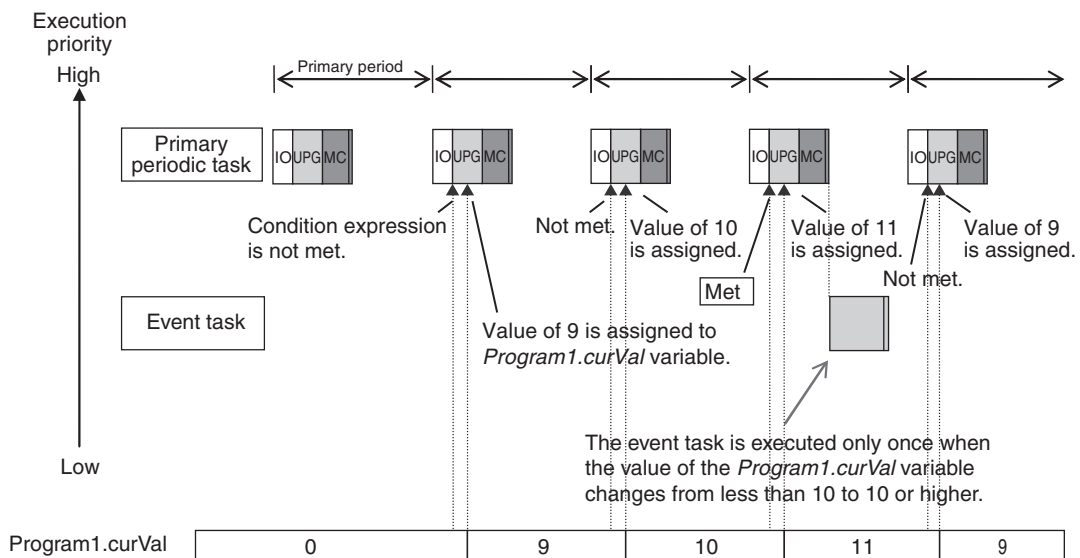 Execution
priority
High
Primary period
Primary
periodic task
IO UPG MC
IO UPG MC
IO UPG MC
IO UPG MC
IO UPG MC
Condition expression
is not met.
Not met.
Value of 10
is assigned.
Value of 11
is assigned.
Value of 9
is assigned.
Not met.
Met
Event task
Value of 9 is assigned to
Program1.curVal variable.
The event task is executed only once when
the value of the Program1.curVal variable
changes from less than 10 to 10 or higher.
Low
Program1.curVal 0 9 10 11 9